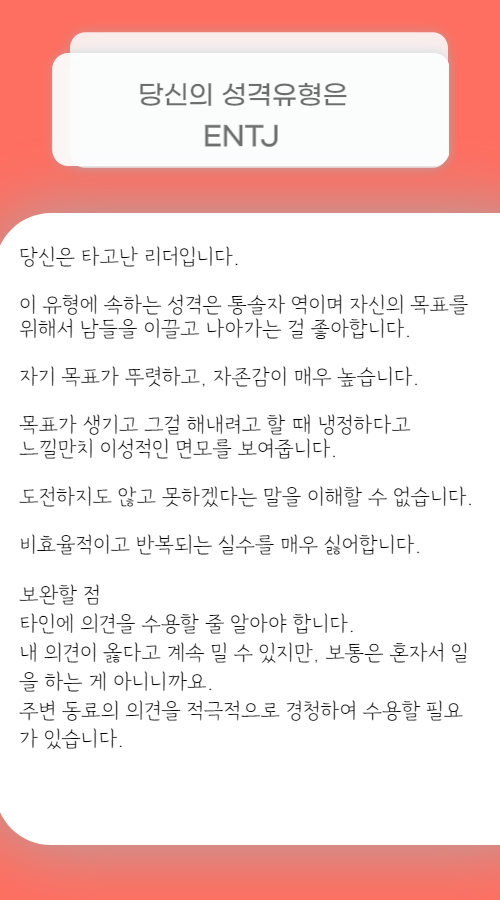 당신의 성격유형은
ENTJ
당신은 타고난 리더입니다.
이 유형에 속하는 성격은 통솔자 역이며 자신의 목표를
위해서 남들을 이끌고 나아가는 걸 좋아합니다.
자기 목표가 뚜렷하고, 자존감이 매우 높습니다.
목표가 생기고 그걸 해내려고 할 때 냉정하다고
느낄만치 이성적인 면모를 보여줍니다.
도전하지도 않고 못하겠다는 말을 이해할 수 없습니다.
비효율적이고 반복되는 실수를 매우 싫어합니다.
보완할 점
타인에 의견을 수용할 줄 알아야 합니다.
내 의견이 옳다고 계속 밀 수 있지만, 보통은 혼자서 일
을 하는 게 아니니까요.
주변 동료의 의견을 적극적으로 경청하여 수용할 필요
가 있습니다.